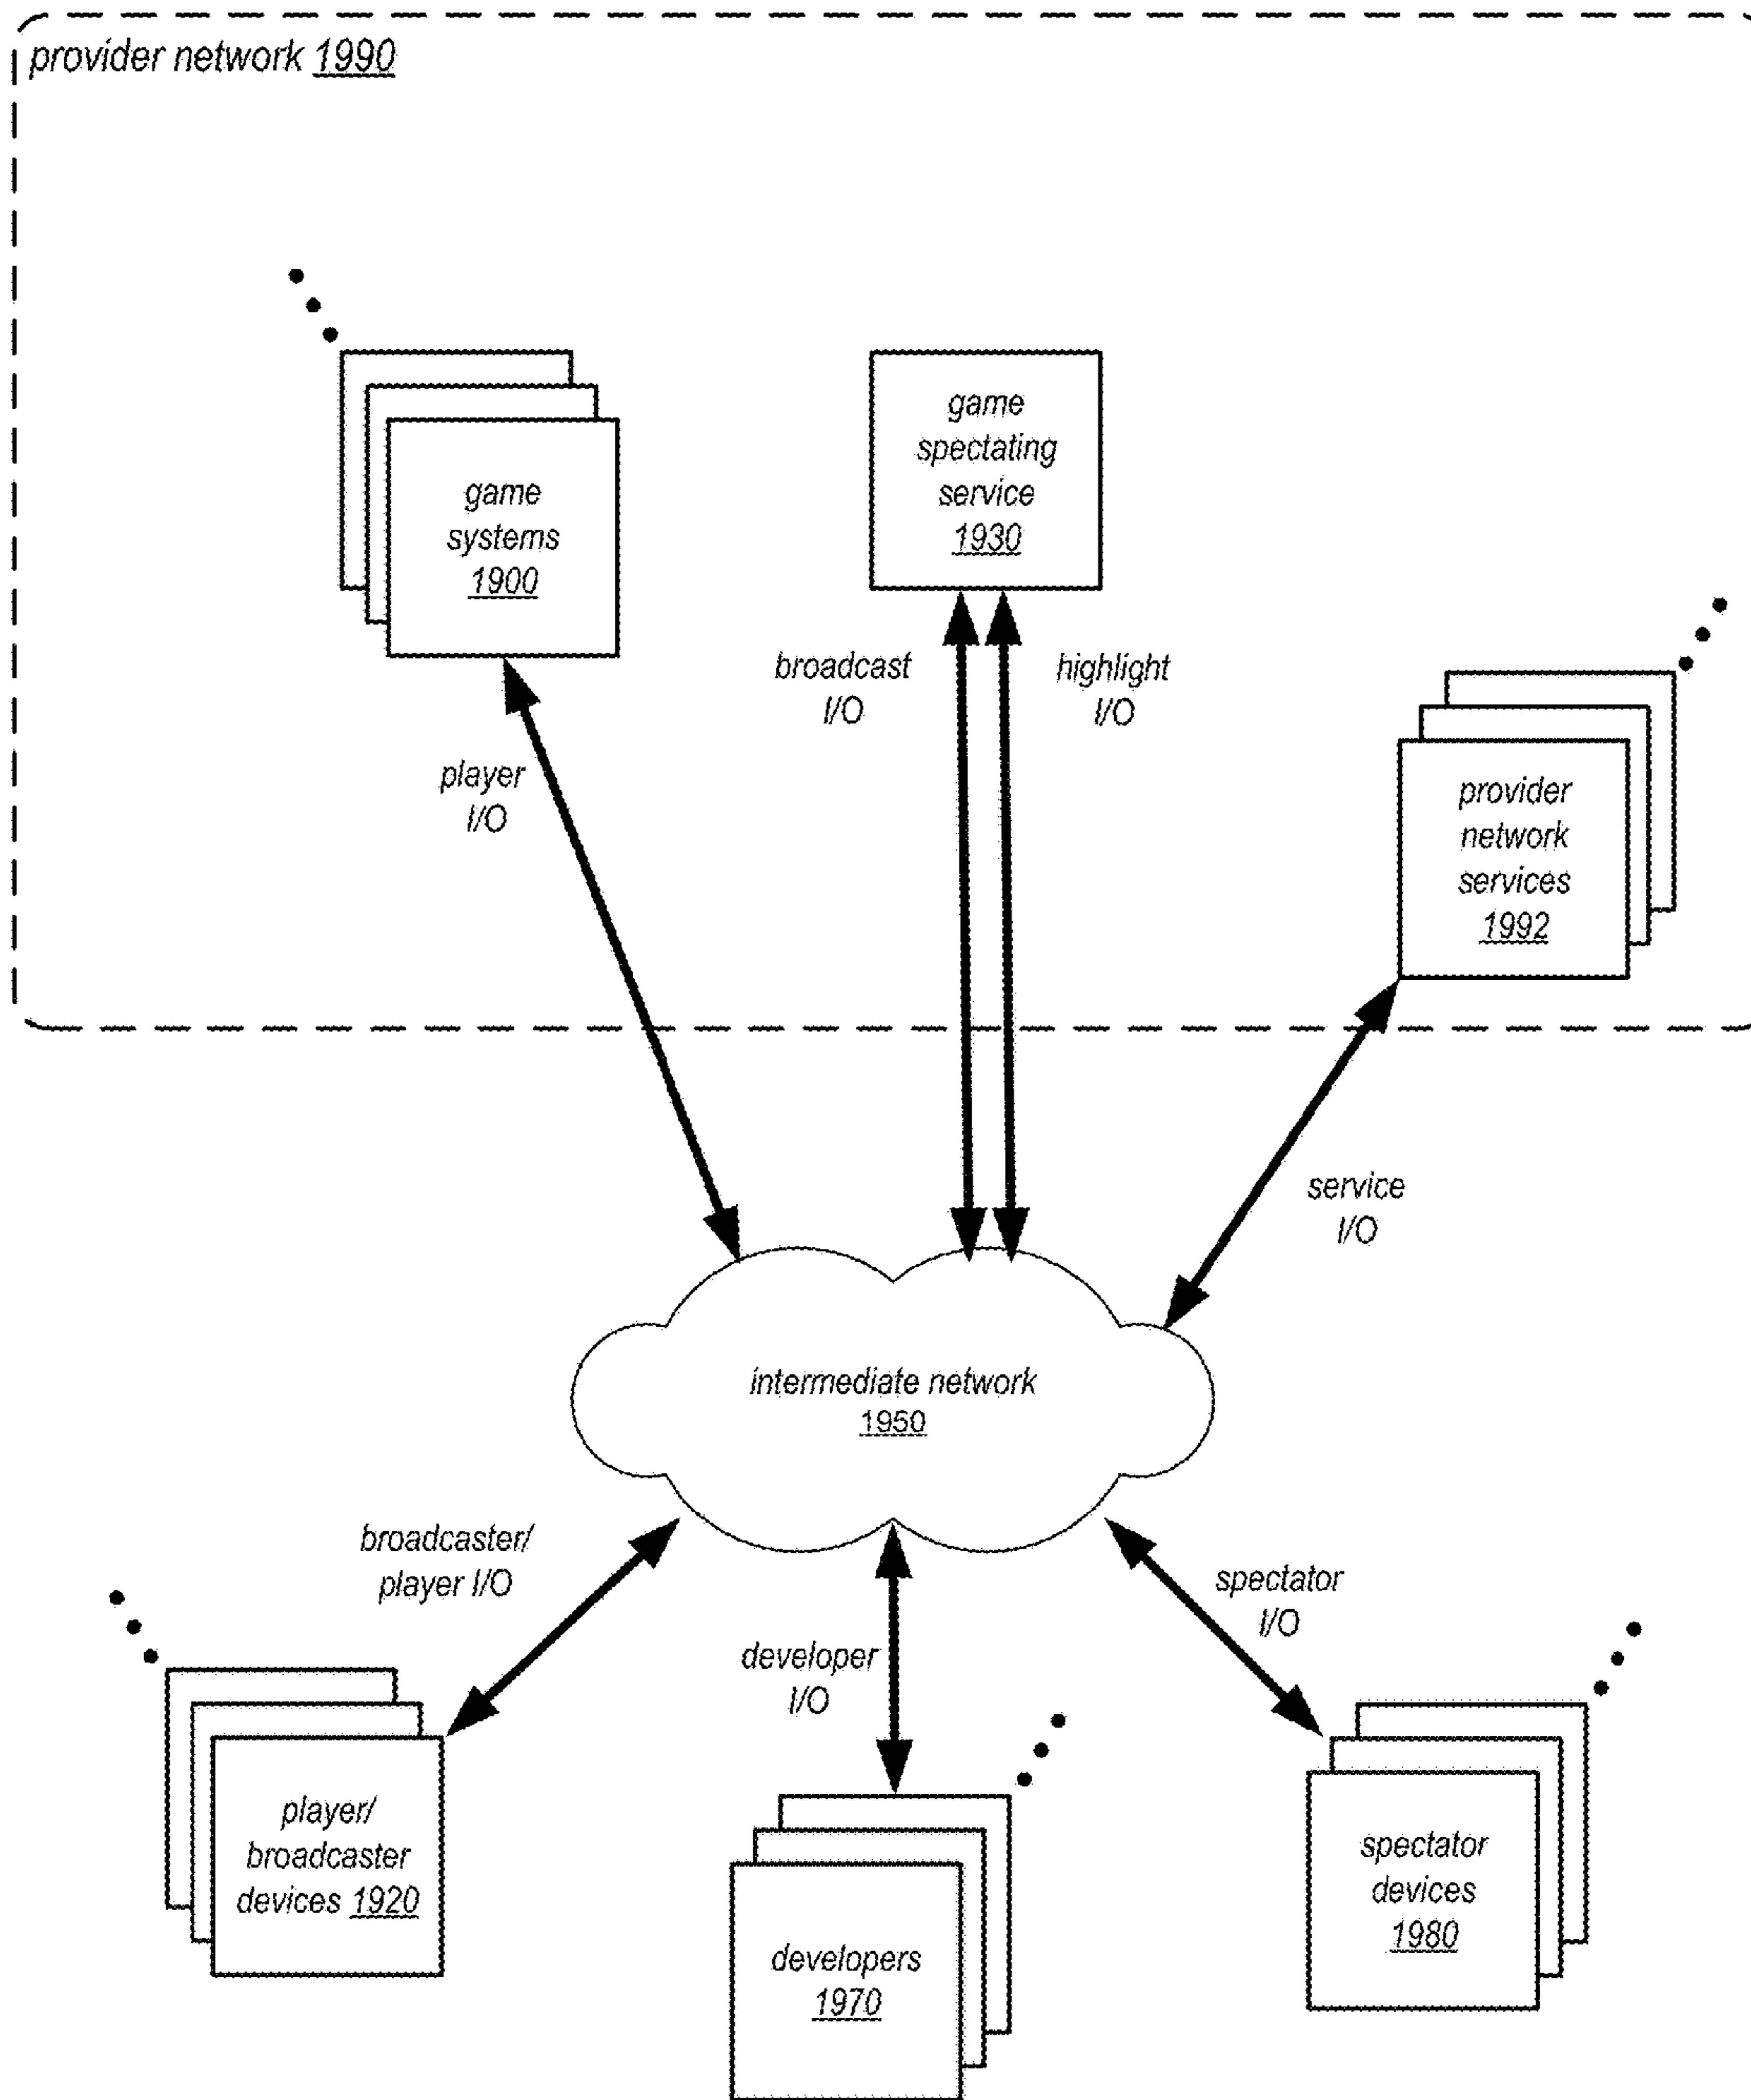 provider network 1990
game
systems
1900
game
spectating
service
1930
broadcast
I/O
highlight
I/O
player
I/O
provider
network
services
1992
service
I/O
intermediate network
1950
broadcaster/
player I/O
developer
I/O
spectator
I/O
player/
broadcaster
devices 1920
developers
1970
spectator
devices
1980